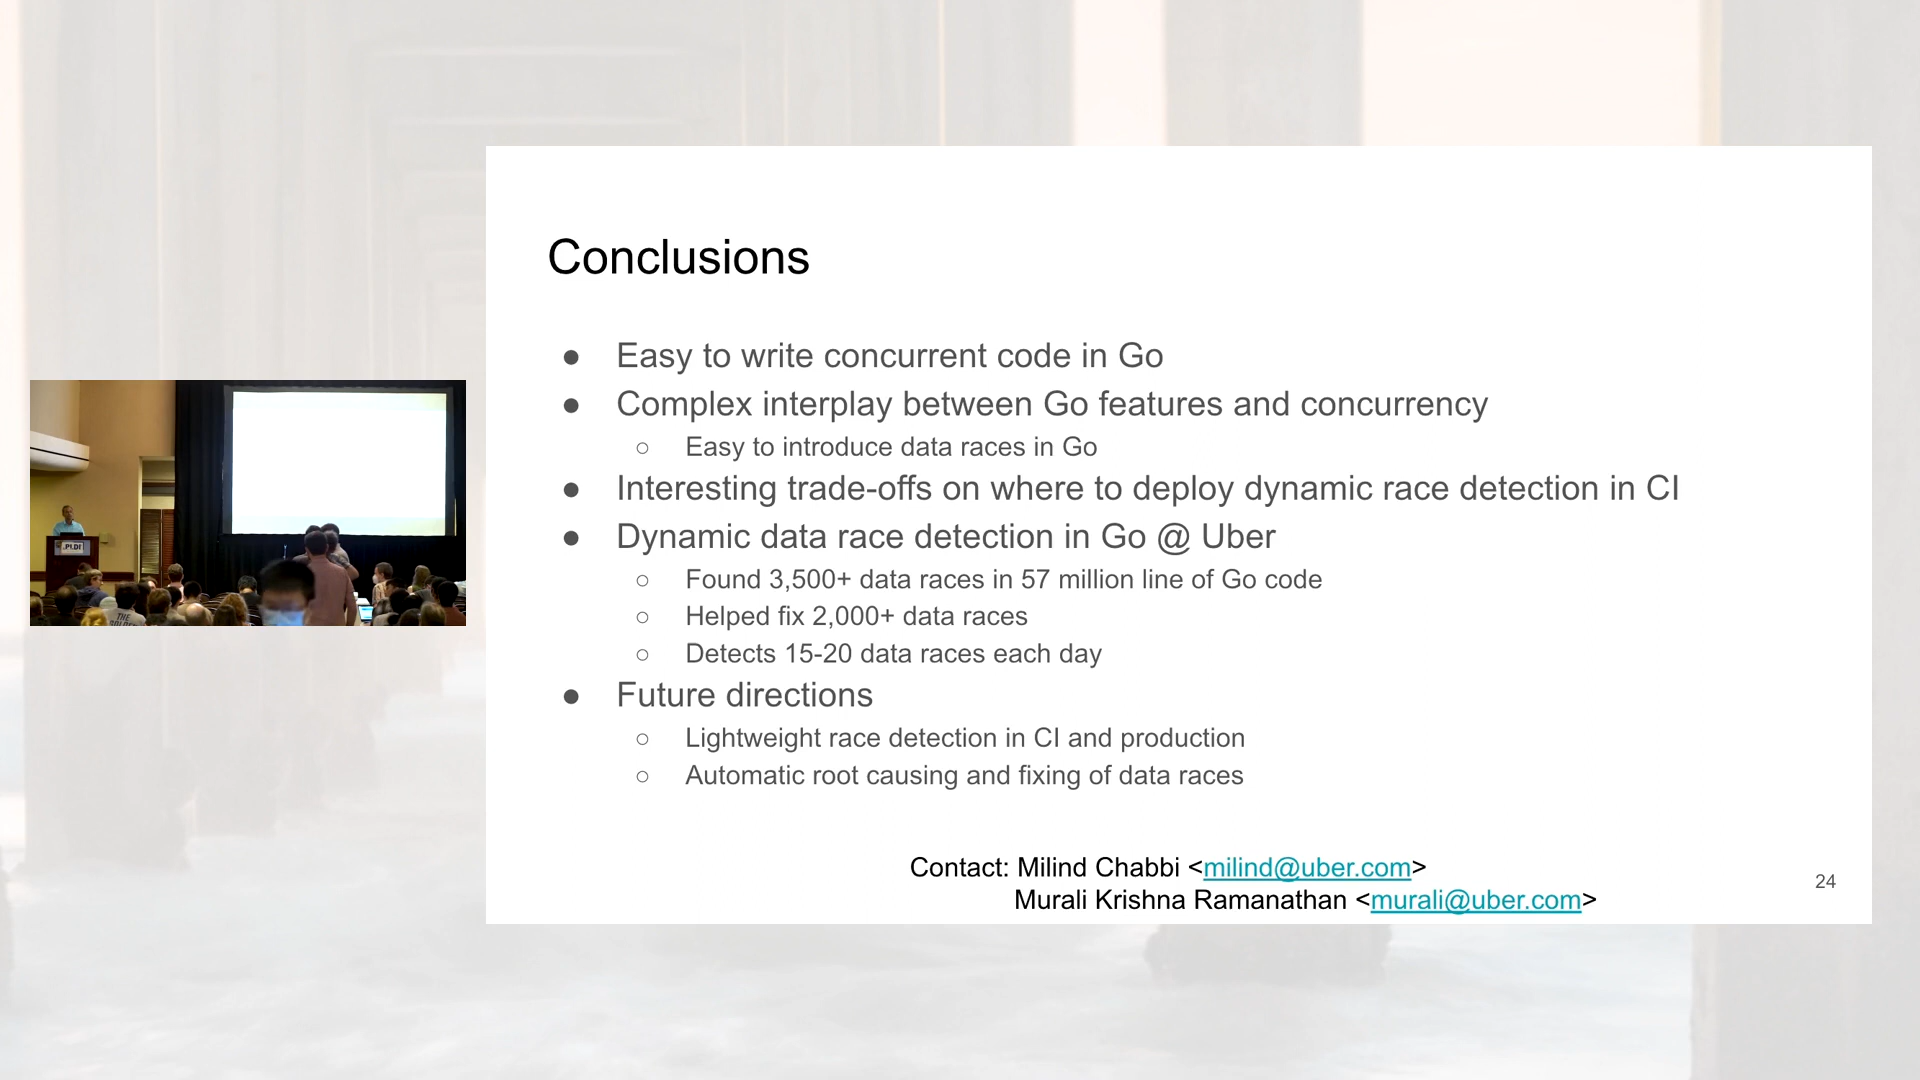 Conclusions
● Easy to write concurrent code in Go
● Complex interplay between Go features and concurrency
○ Easy to introduce data races in Go
● Interesting trade-offs on where to deploy dynamic race detection in CI
● Dynamic data race detection in Go @ Uber
○ Found 3,500+ data races in 57 million line of Go code
○ Helped fix 2,000+ data races
○ Detects 15-20 data races each day
● Future directions
○ Lightweight race detection in CI and production
○ Automatic root causing and fixing of data races
Contact: Milind Chabbi <milind@uber.com>
Murali Krishna Ramanathan <murali@uber.com>
24
PLDI
THE